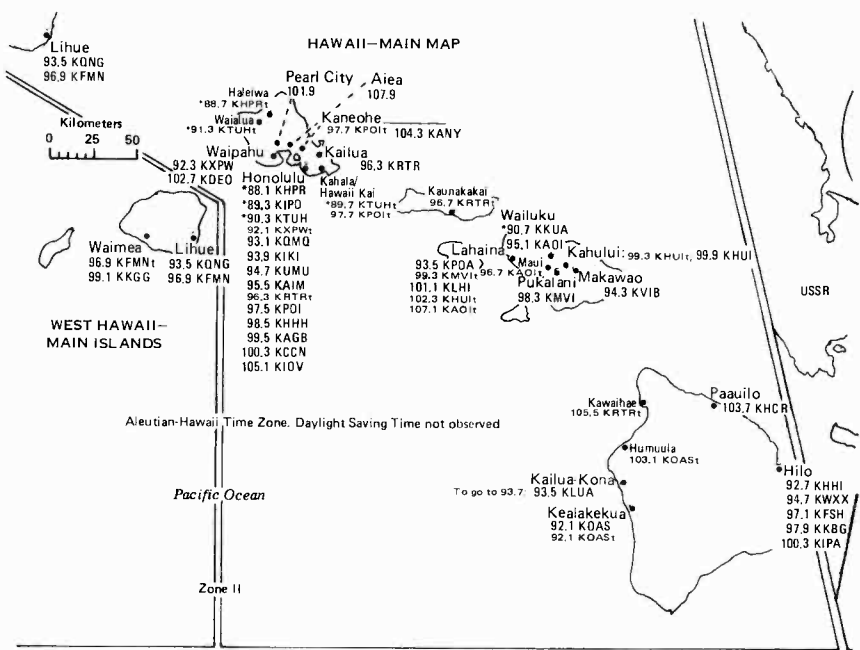 HAWAII—MAIN MAP
Lihue
93.5 KQNG
96.9 KFMN
Kilometers
0 25 50
Pearl City
101.9
Aiea
107.9
Haleiwa
*88.7 KHPRt
Waialua
*91.3 KTUHt
Kaneohe
97.7 KPOIt
104.3 KANY
Waipahu
92.3 KXPW
102.7 KDEO
Kailua
96.3 KRTR
Honolulu
*88.1 KHPR
*89.3 KIPO
*90.3 KTUH
92.1 KXPWt
93.1 KQMQ
93.9 KIKI
94.7 KUMU
95.5 KAIM
96.3 KRTRt
97.5 KPOI
98.5 KHHH
99.5 KAGB
100.3 KCCN
105.1 KIOV
Kahala/
Hawaii Kai
*89.7 KTUHt
97.7 KPOIt
Kaunakakai
96.7 KRTRt
Waimea
96.9 KFMNt
99.1 KKGG
Lihue
93.5 KQNG
96.9 KFMN
WEST HAWAII—
MAIN ISLANDS
Wailuku
*90.7 KKUA
95.1 KAOI
Lahaina
93.5 KPOA
99.3 KMVIt
101.1 KLHI
102.3 KHUIt
107.1 KAOIt
Maui
96.7 KAOIt
Kahului: 99.3 KHUIt, 99.9 KHUI
Pukalani
98.3 KMVI
Makawao
94.3 KVIB
USSR
Aleutian-Hawaii Time Zone. Daylight Saving Time not observed
Kawaihae
105.5 KRTRt
Paauilo
103.7 KHCR
Humuula
103.1 KOASt
Kailua-Kona
To go to 93.7: 93.5 KLUA
Kealakekua
92.1 KOAS
92.1 KOASt
Hilo
92.7 KHHI
94.7 KWXX
97.1 KFSH
97.9 KKBG
100.3 KIPA
Pacific Ocean
Zone II